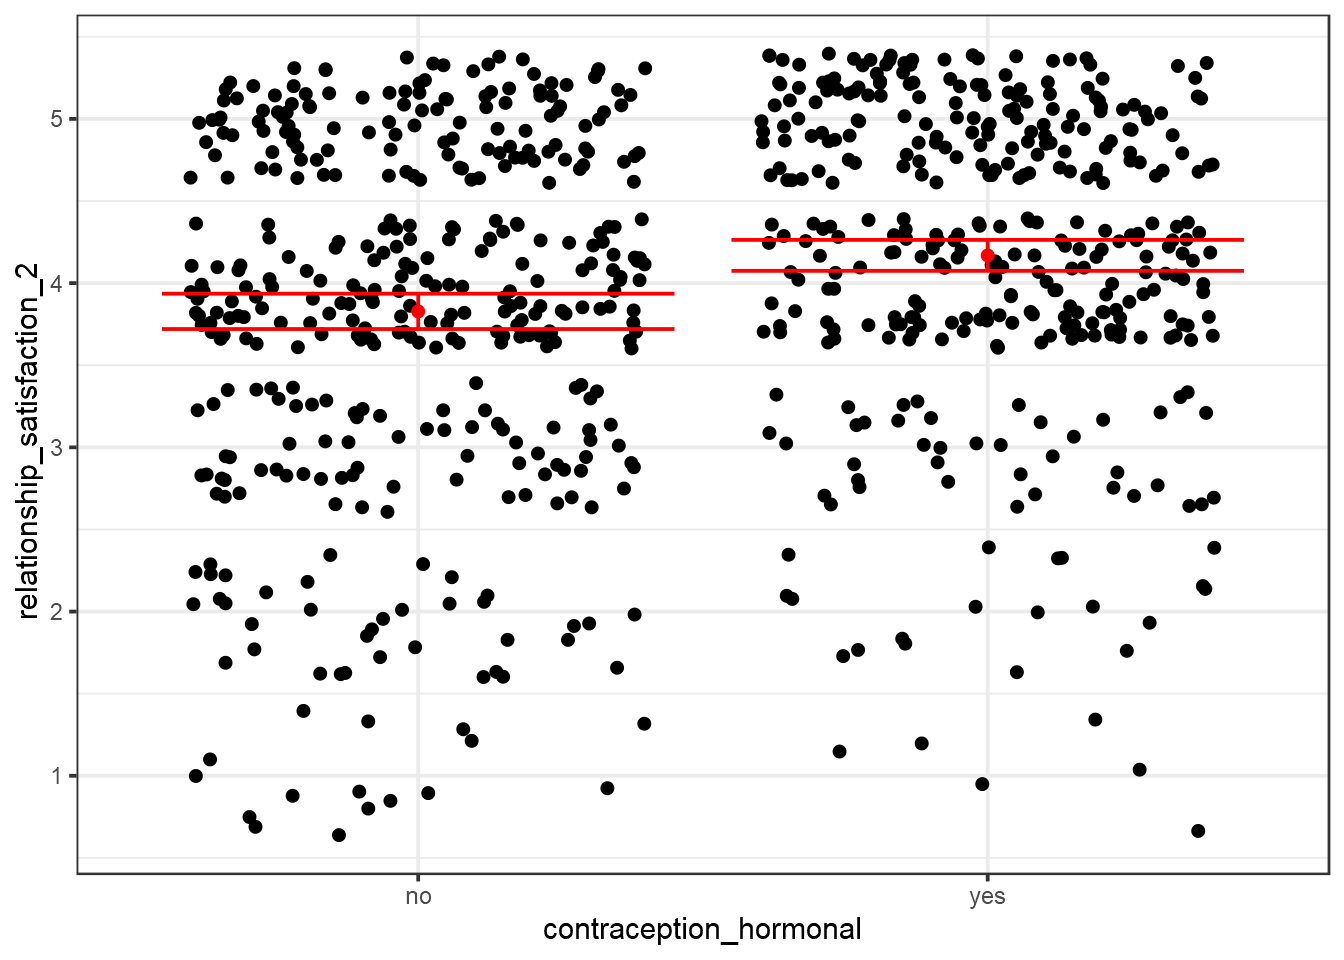 relationship_satisfaction_2
5
4
3
2
1
no yes
contraception_hormonal